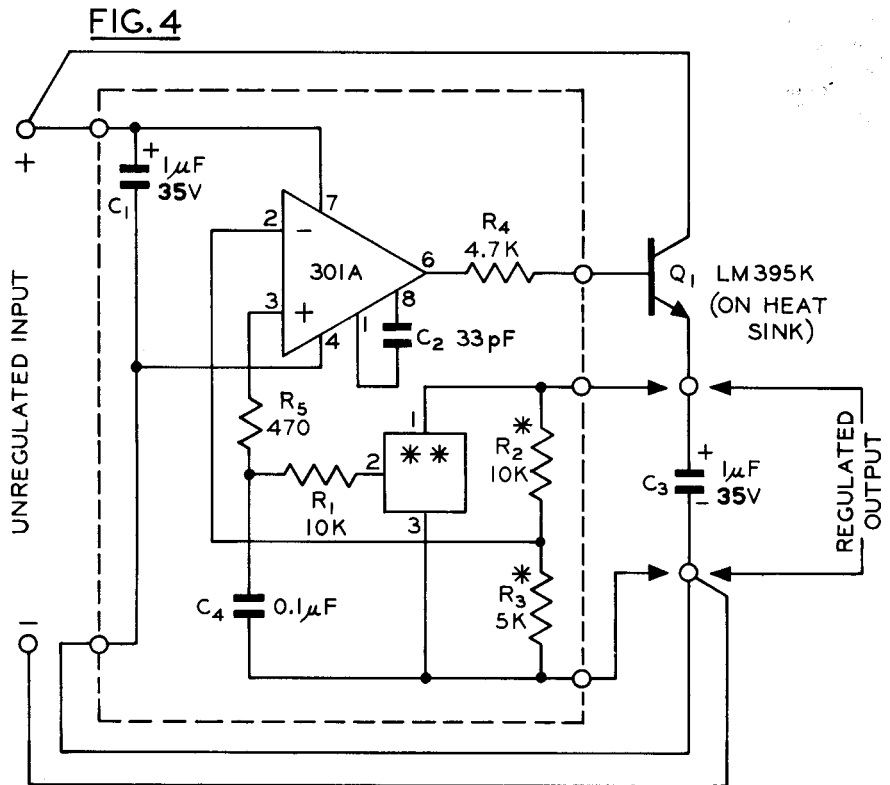 FIG. 4
+
+
1µF
35V
C1
7
2
-
301A
3
+
4
6
8
1
C2 33pF
R4
4.7K
Q1 LM395K
(ON HEAT
SINK)
UNREGULATED INPUT
R5
470
R1
10K
1
2
**
3
*
R2
10K
*
R3
5K
C4
0.1µF
+
1µF
35V
C3
-
REGULATED
OUTPUT
-